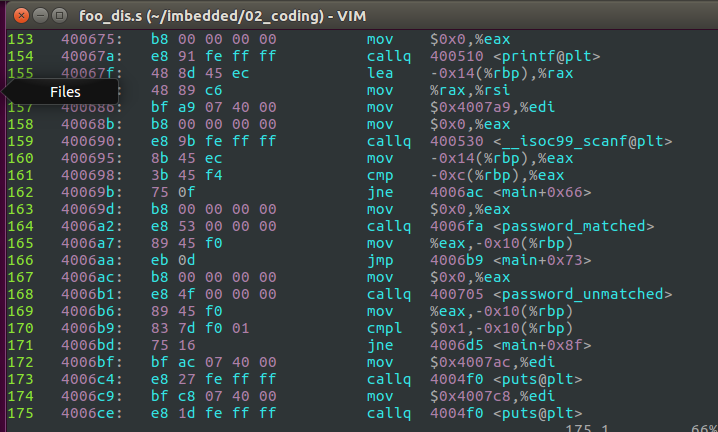 foo_dis.s (~/imbedded/02_coding) - VIM
153 400675: b8 00 00 00 00 mov $0x0,%eax
154 40067a: e8 91 fe ff ff callq 400510 <printf@plt>
155 40067f: 48 8d 45 ec lea -0x14(%rbp),%rax
Files 48 89 c6 mov %rax,%rsi
157 400686: bf a9 07 40 00 mov $0x4007a9,%edi
158 40068b: b8 00 00 00 00 mov $0x0,%eax
159 400690: e8 9b fe ff ff callq 400530 <__isoc99_scanf@plt>
160 400695: 8b 45 ec mov -0x14(%rbp),%eax
161 400698: 3b 45 f4 cmp -0xc(%rbp),%eax
162 40069b: 75 0f jne 4006ac <main+0x66>
163 40069d: b8 00 00 00 00 mov $0x0,%eax
164 4006a2: e8 53 00 00 00 callq 4006fa <password_matched>
165 4006a7: 89 45 f0 mov %eax,-0x10(%rbp)
166 4006aa: eb 0d jmp 4006b9 <main+0x73>
167 4006ac: b8 00 00 00 00 mov $0x0,%eax
168 4006b1: e8 4f 00 00 00 callq 400705 <password_unmatched>
169 4006b6: 89 45 f0 mov %eax,-0x10(%rbp)
170 4006b9: 83 7d f0 01 cmpl $0x1,-0x10(%rbp)
171 4006bd: 75 16 jne 4006d5 <main+0x8f>
172 4006bf: bf ac 07 40 00 mov $0x4007ac,%edi
173 4006c4: e8 27 fe ff ff callq 4004f0 <puts@plt>
174 4006c9: bf c8 07 40 00 mov $0x4007c8,%edi
175 4006ce: e8 1d fe ff ff callq 4004f0 <puts@plt>
175,1 66%